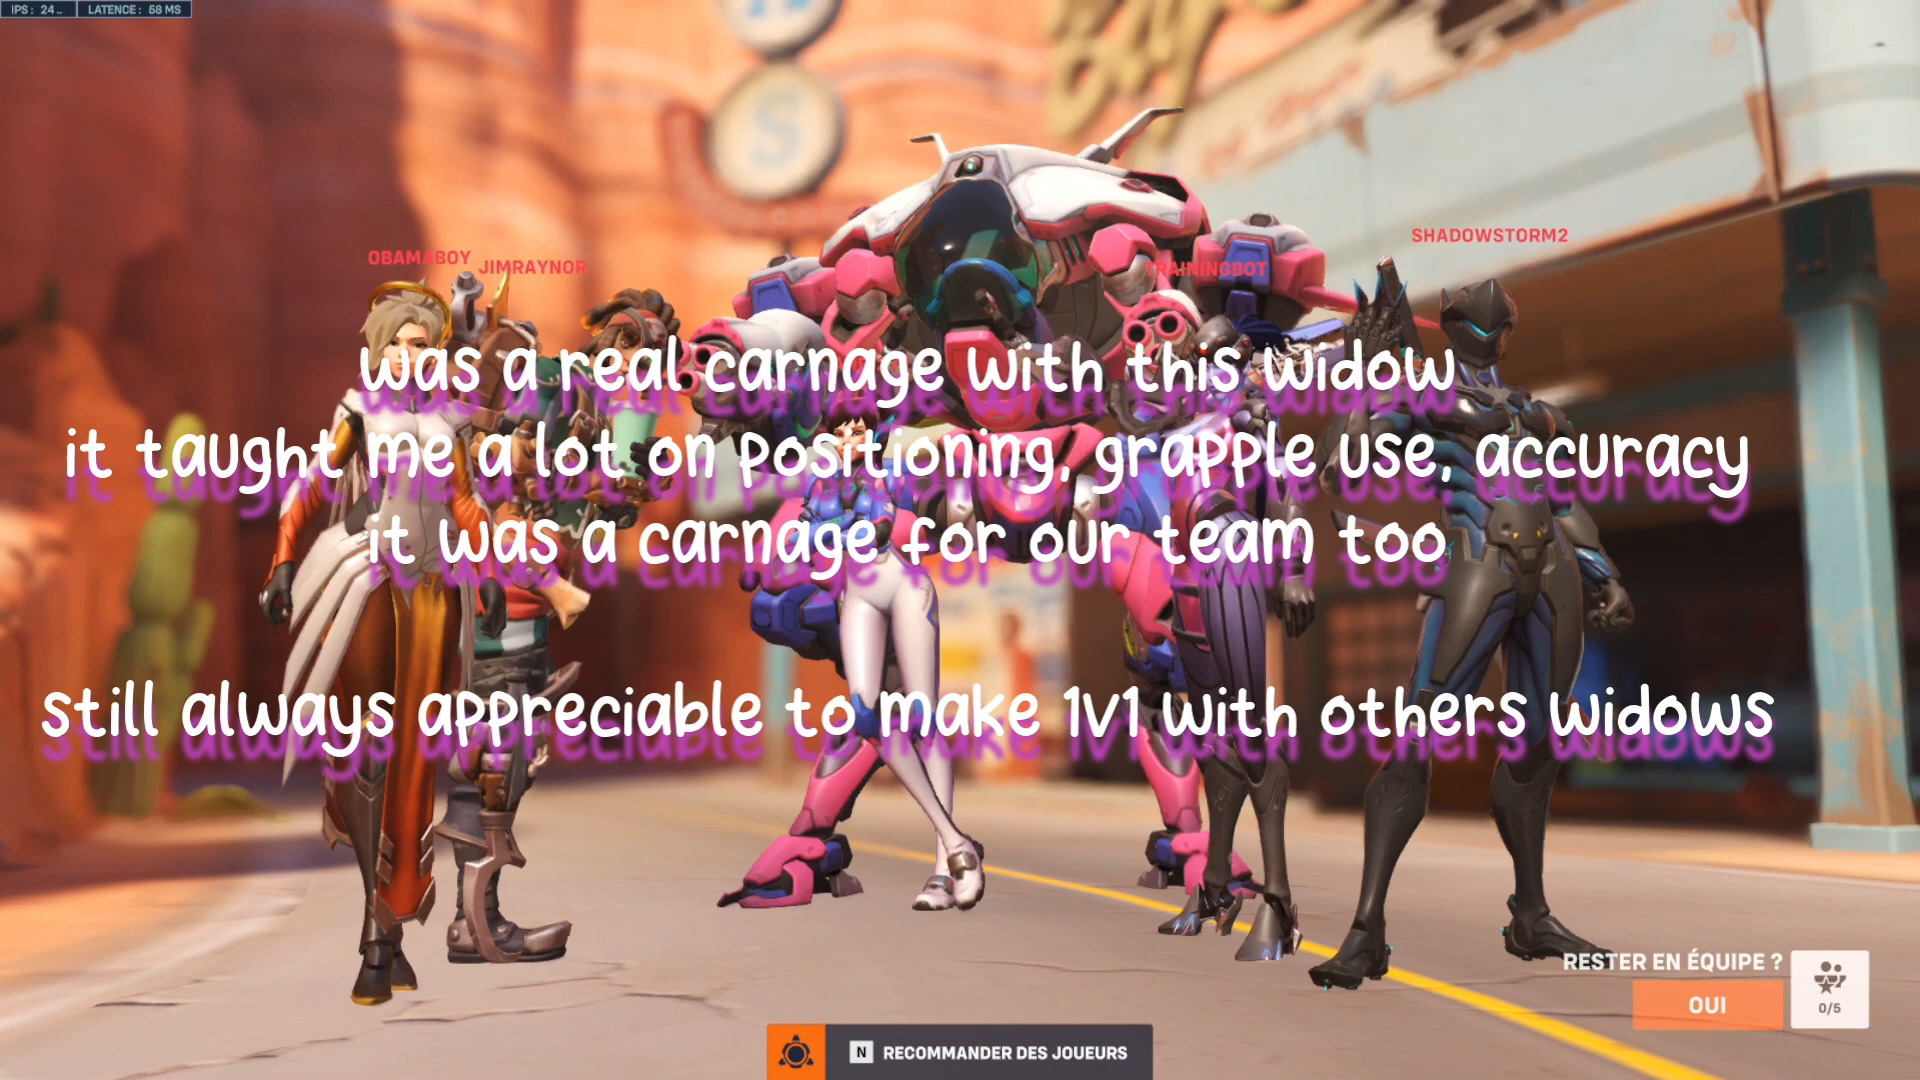 IPS : 24..
LATENCE : 58 MS
S
OBAMABOY
JIMRAYNOR
TRAININGBOT
SHADOWSTORM2
was a real carnage with this widow
it taught me a lot on positioning, grapple use, accuracy
it was a carnage for our team too
still always appreciable to make 1v1 with others widows
RESTER EN ÉQUIPE ?
OUI
0/5
N RECOMMANDER DES JOUEURS